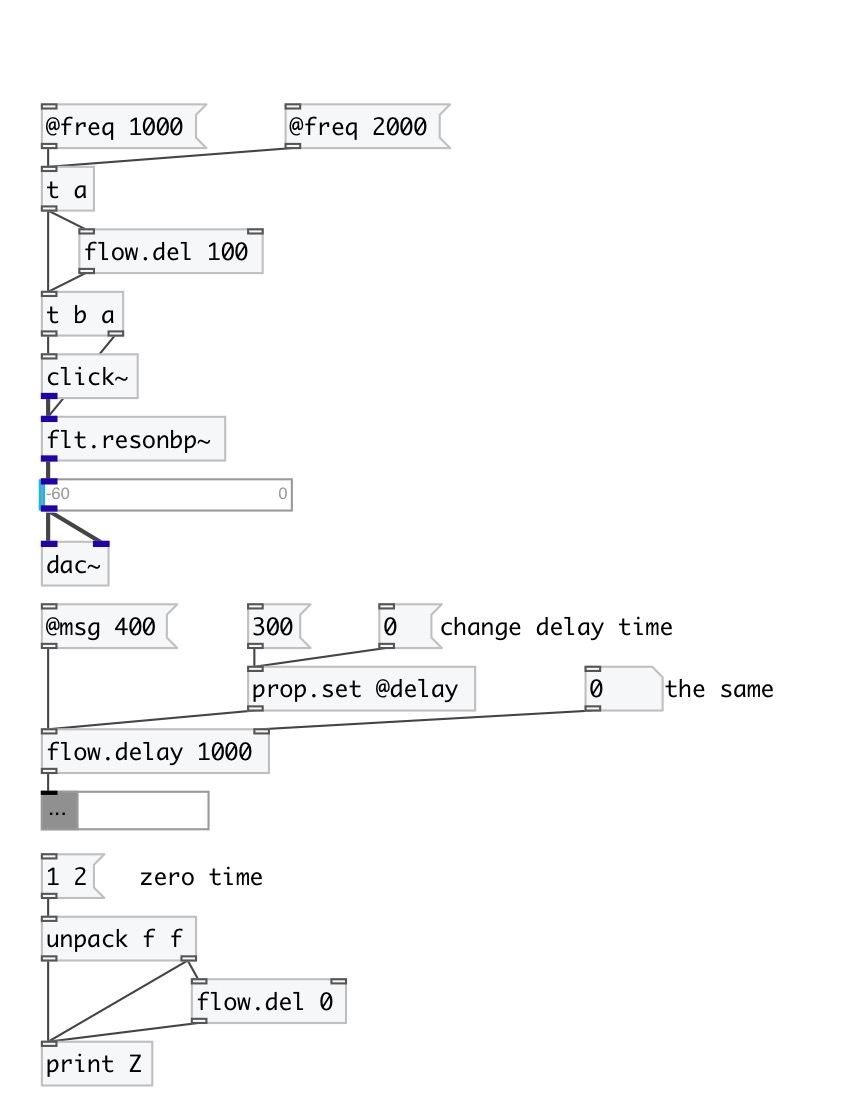 @freq 1000 @freq 2000
t a
flow.del 100
t b a
click~
flt.resonbp~
-60 0
dac~
@msg 400 300 0 change delay time
prop.set @delay 0 the same
flow.delay 1000
...
1 2 zero time
unpack f f
flow.del 0
print Z